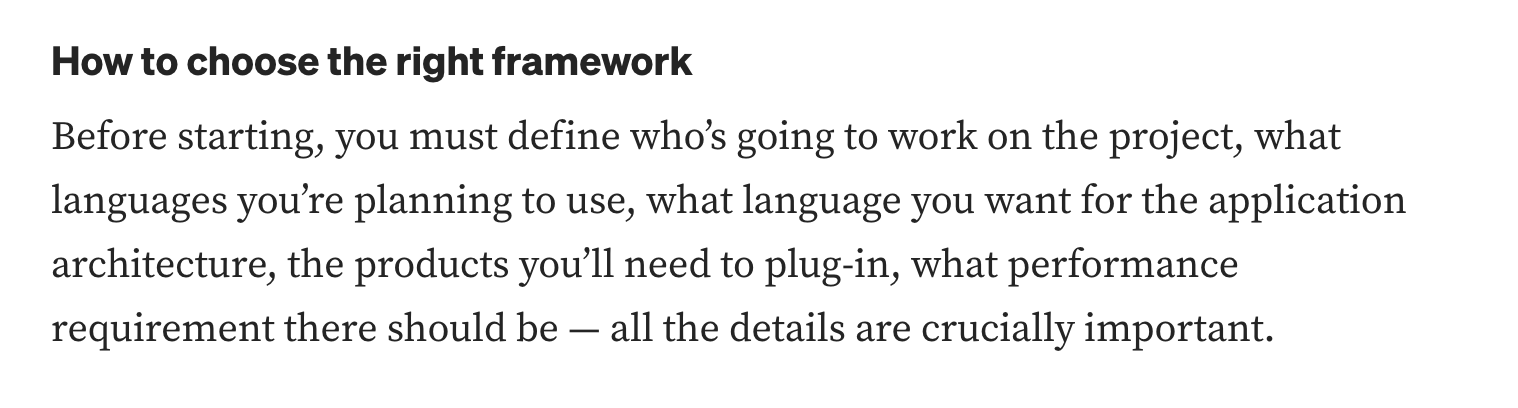 How to choose the right framework
Before starting, you must define who’s going to work on the project, what
languages you’re planning to use, what language you want for the application
architecture, the products you’ll need to plug-in, what performance
requirement there should be — all the details are crucially important.